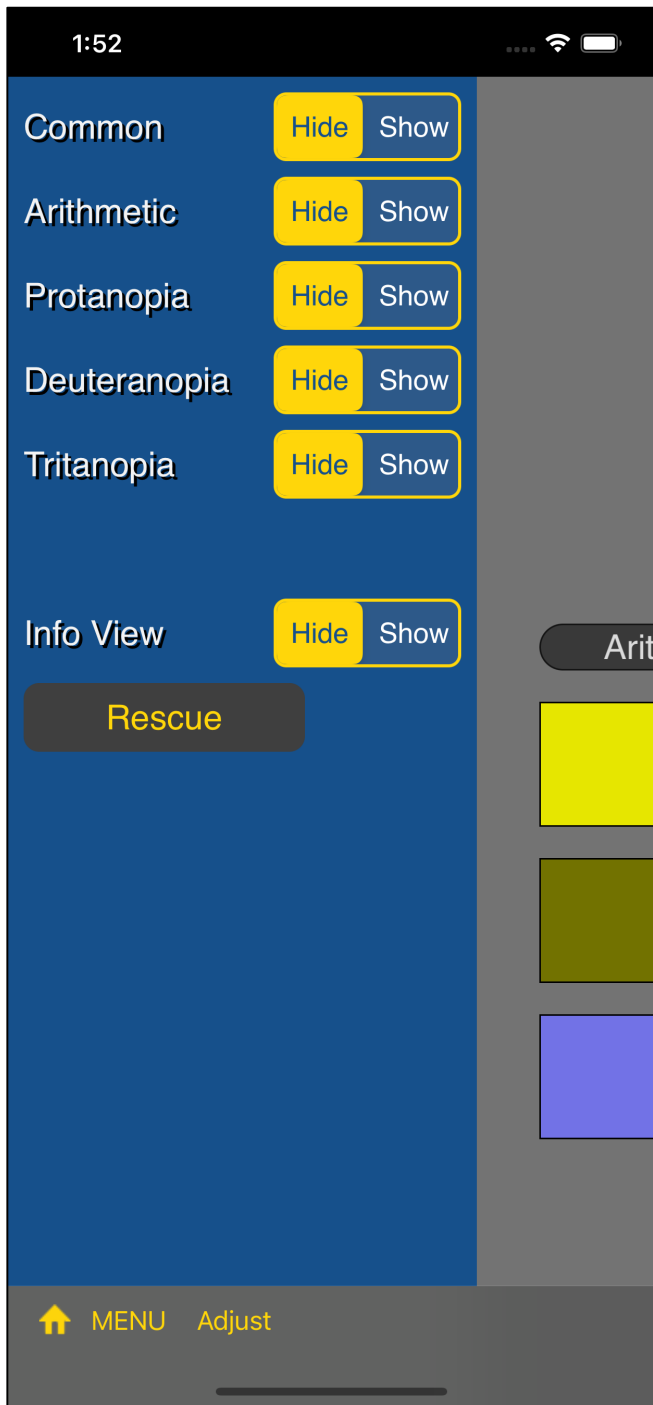 1:52
Common Hide Show
Arithmetic Hide Show
Protanopia Hide Show
Deuteranopia Hide Show
Tritanopia Hide Show
Info View Hide Show
Arit
Rescue
MENU Adjust